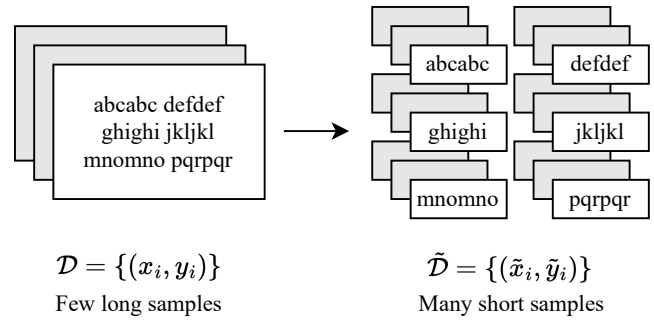 abcabc defdef
ghighi jkljkl
mnomno pqrpqr
abcabc defdef
ghighi jkljkl
mnomno pqrpqr
𝒟 = {(xᵢ, yᵢ)}
Few long samples
𝒟̃ = {(x̃ᵢ, ỹᵢ)}
Many short samples